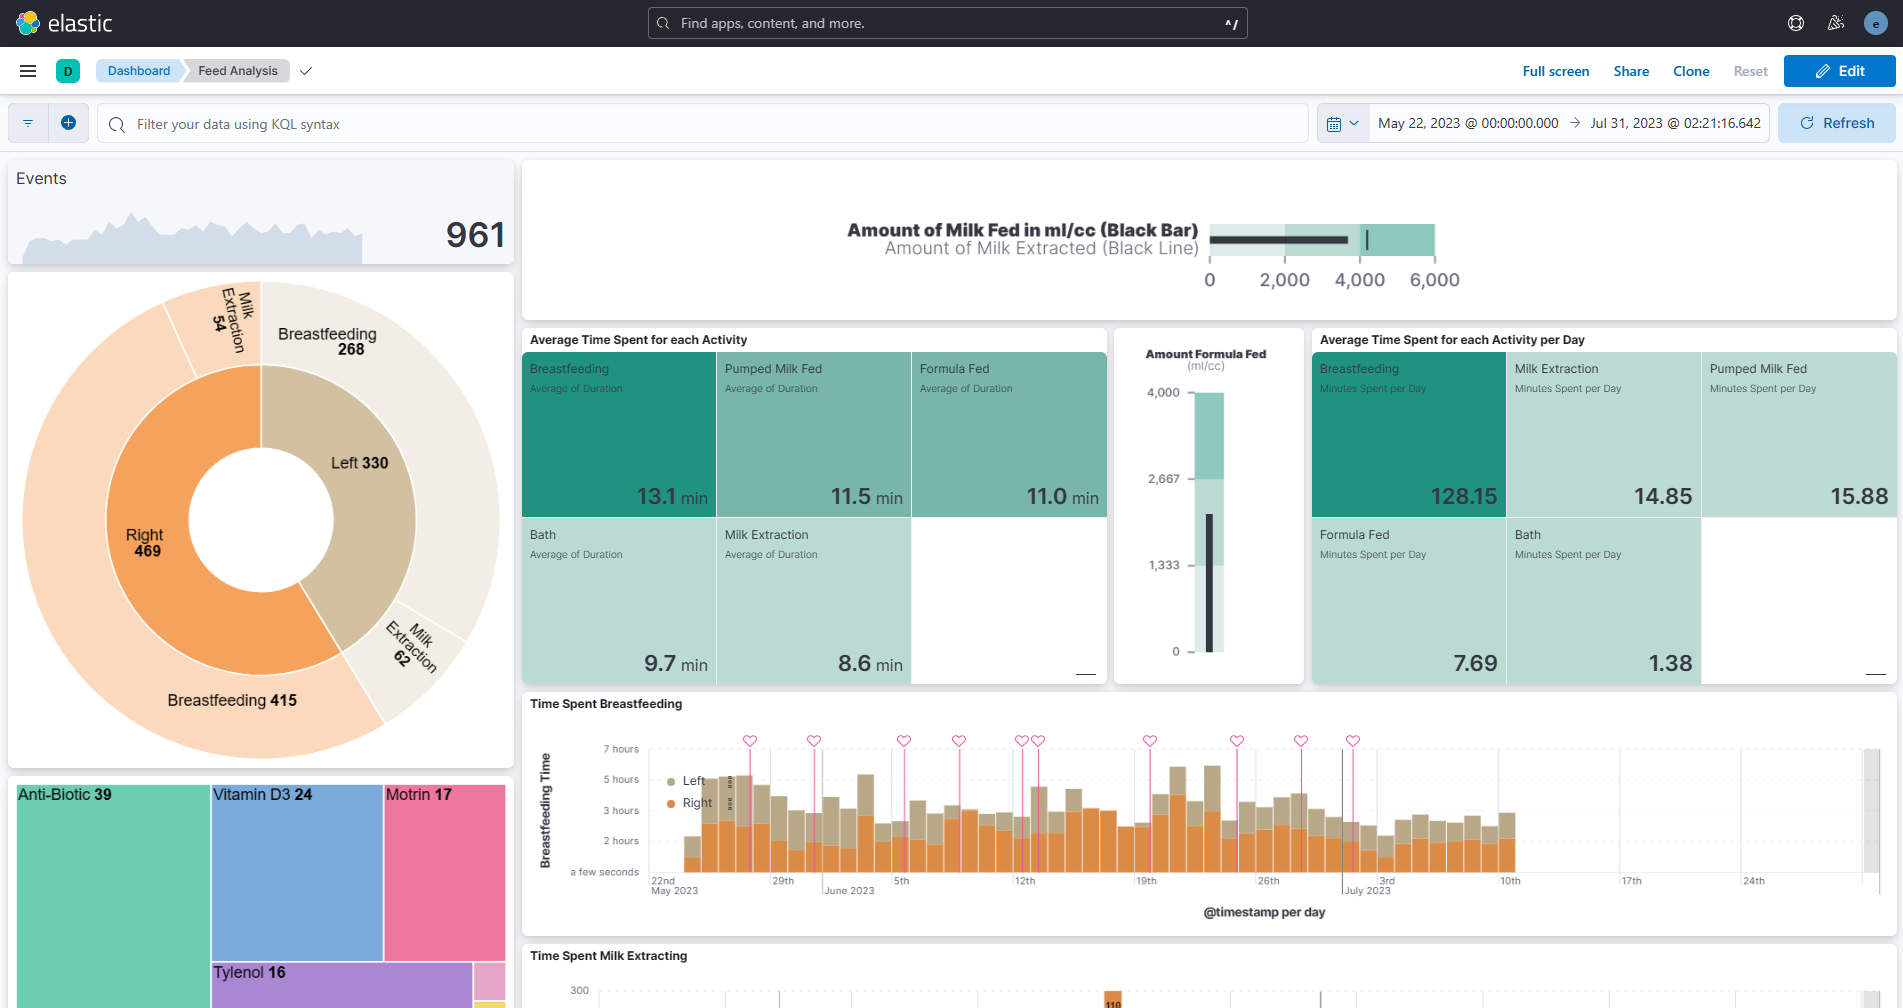 elastic
Find apps, content, and more.
^/
e
D
Dashboard
Feed Analysis
Full screen
Share
Clone
Reset
Edit
Filter your data using KQL syntax
May 22, 2023 @ 00:00:00.000 → Jul 31, 2023 @ 02:21:16.642
Refresh
Events
961
Milk
Extraction
54
Breastfeeding
268
Left 330
Right
469
Milk
Extraction
62
Breastfeeding 415
Anti-Biotic 39
Vitamin D3 24
Motrin 17
Tylenol 16
Amount of Milk Fed in ml/cc (Black Bar)
Amount of Milk Extracted (Black Line)
0 2,000 4,000 6,000
Average Time Spent for each Activity
Breastfeeding
Average of Duration
13.1 min
Pumped Milk Fed
Average of Duration
11.5 min
Formula Fed
Average of Duration
11.0 min
Bath
Average of Duration
9.7 min
Milk Extraction
Average of Duration
8.6 min
Amount Formula Fed
(ml/cc)
4,000
2,667
1,333
0
Average Time Spent for each Activity per Day
Breastfeeding
Minutes Spent per Day
128.15
Milk Extraction
Minutes Spent per Day
14.85
Pumped Milk Fed
Minutes Spent per Day
15.88
Formula Fed
Minutes Spent per Day
7.69
Bath
Minutes Spent per Day
1.38
Time Spent Breastfeeding
Breastfeeding Time
7 hours
5 hours
3 hours
2 hours
a few seconds
Left
Right
22nd 29th 5th 12th 19th 26th 3rd 10th 17th 24th
May 2023 June 2023 July 2023
@timestamp per day
Time Spent Milk Extracting
300
110